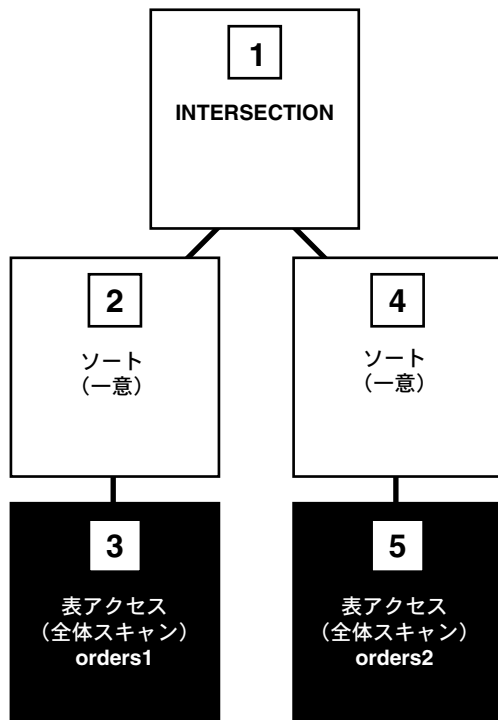 1
INTERSECTION
2
ソート
（一意）
4
ソート
（一意）
3
表アクセス
（全体スキャン）
orders1
5
表アクセス
（全体スキャン）
orders2